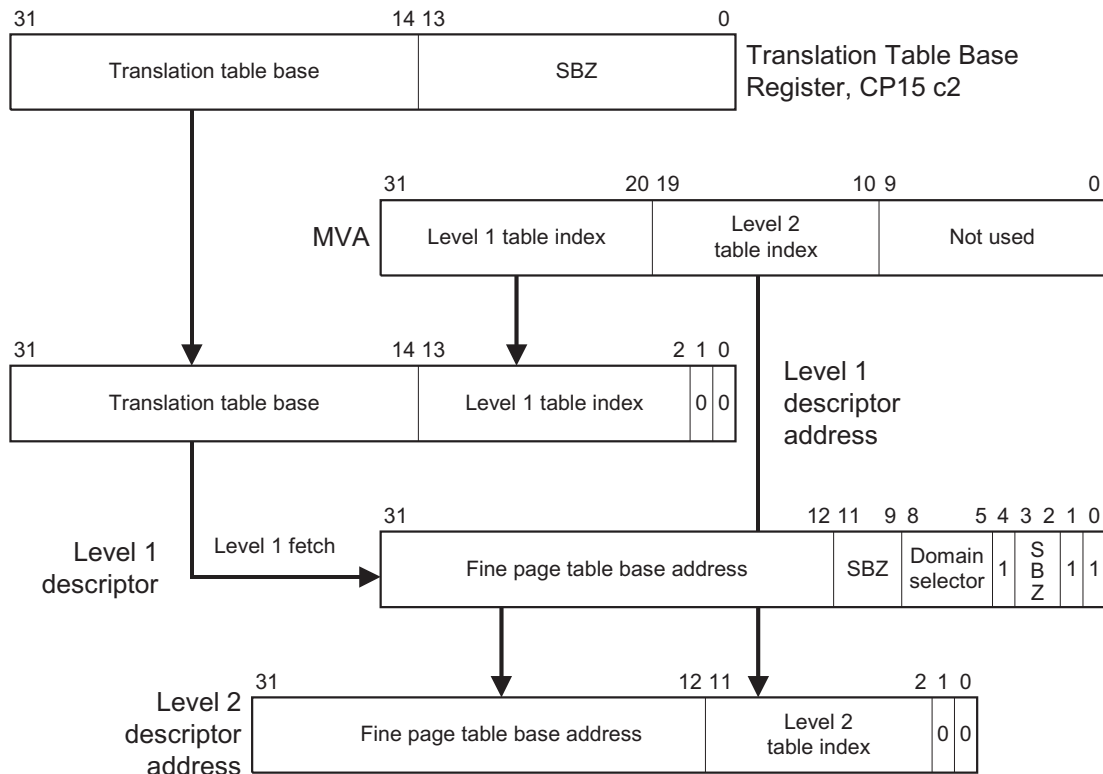 31 14 13 0
Translation table base SBZ
Translation Table Base
Register, CP15 c2
31 20 19 10 9 0
MVA
Level 1 table index
Level 2
table index
Not used
31 14 13 2 1 0
Translation table base Level 1 table index 0 0
Level 1
descriptor
address
31 12 11 9 8 5 4 3 2 1 0
Level 1
descriptor
Level 1 fetch
Fine page table base address
SBZ
Domain
selector
1
S
B
Z
1 1
31 12 11 2 1 0
Level 2
descriptor
address
Fine page table base address
Level 2
table index
0 0